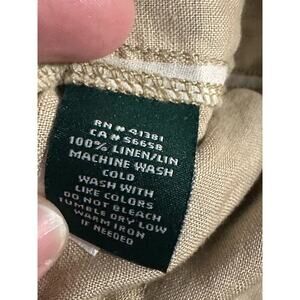 RN # 41381
CA # 56658
100% LINEN/LIN
MACHINE WASH
COLD
WASH WITH
LIKE COLORS
DO NOT BLEACH
TUMBLE DRY LOW
WARM IRON
IF NEEDED